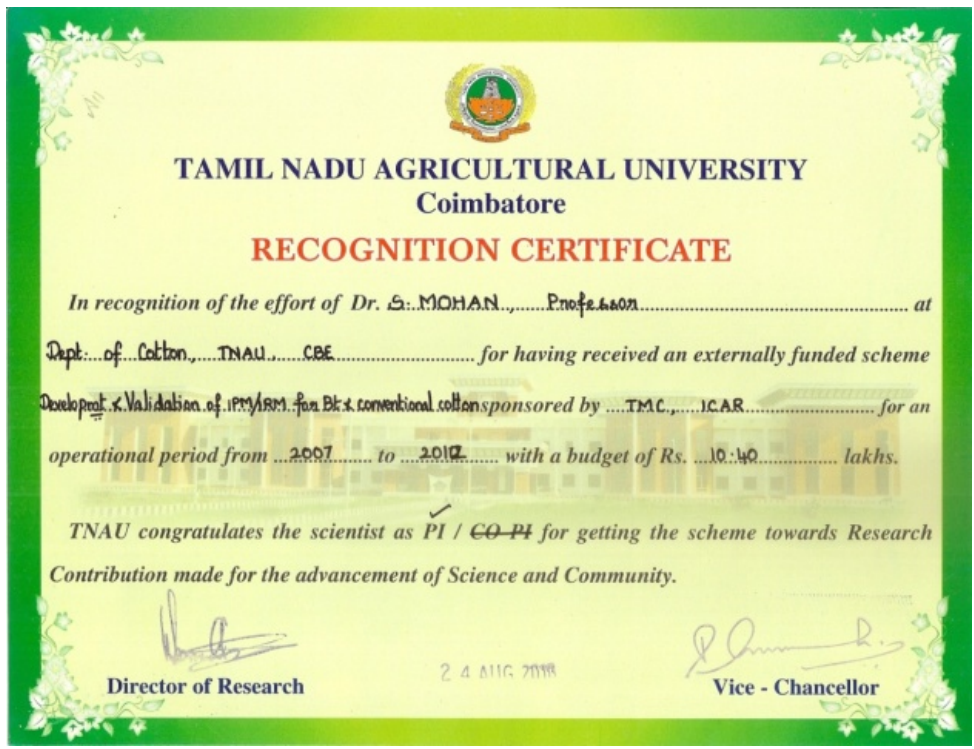 TAMIL NADU AGRICULTURAL UNIVERSITY
Coimbatore
RECOGNITION CERTIFICATE
In recognition of the effort of Dr. S. MOHAN, Professor at
Dept. of Cotton, TNAU, CBE for having received an externally funded scheme
Developmt & Validation of IPM/IRM for Bt & conventional cotton sponsored by TMC, ICAR for an
operational period from 2007 to 2012 with a budget of Rs. 10.40 lakhs.
TNAU congratulates the scientist as PI / CO PI for getting the scheme towards Research
Contribution made for the advancement of Science and Community.
24 AUG
Director of Research
Vice - Chancellor